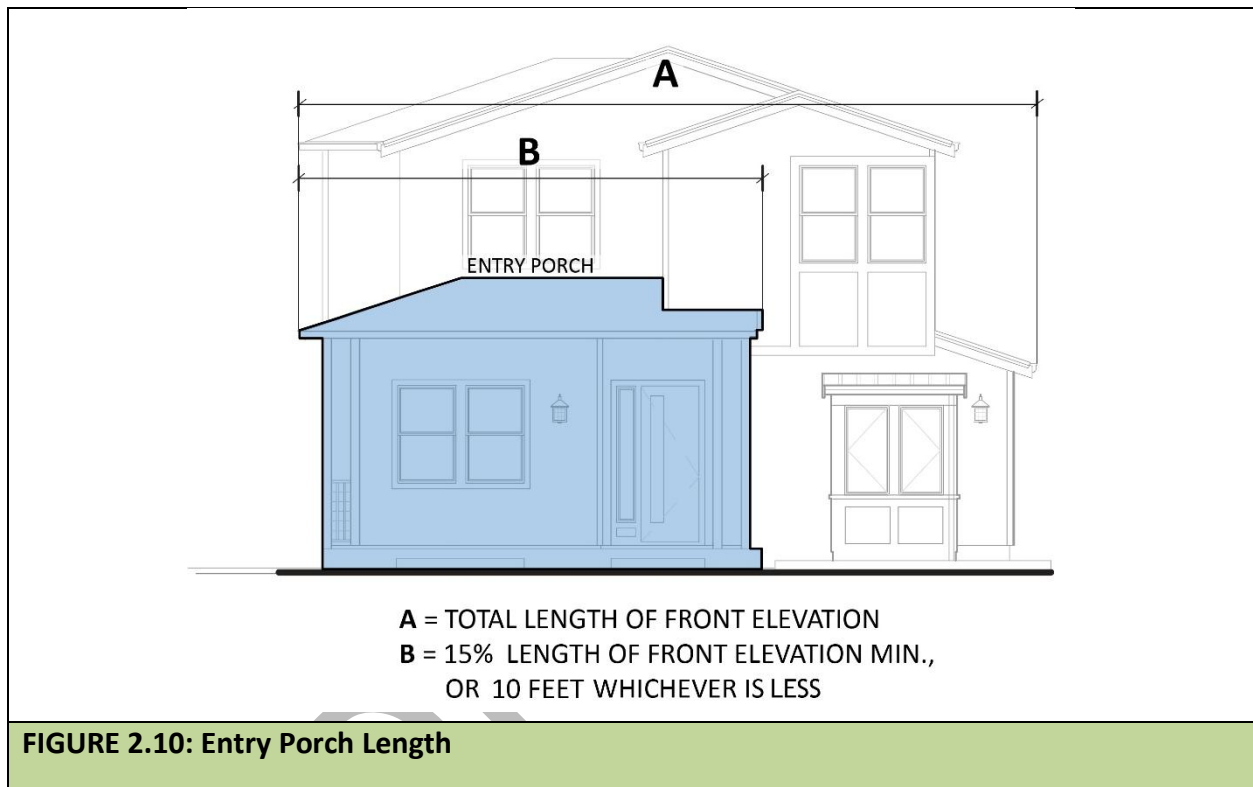 A
B
ENTRY PORCH
A = TOTAL LENGTH OF FRONT ELEVATION
B = 15% LENGTH OF FRONT ELEVATION MIN.,
OR 10 FEET WHICHEVER IS LESS
FIGURE 2.10: Entry Porch Length